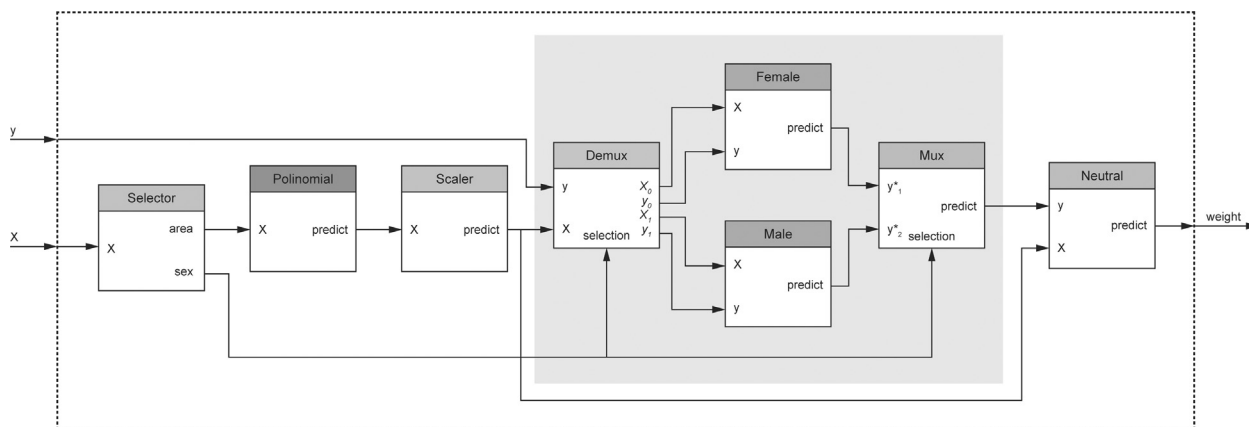 y
X
Selector
X
area
sex
Polinomial
X
predict
Scaler
X
predict
Demux
y
X
X0
y0
X1
y1
selection
Female
X
y
predict
Male
X
y
predict
Mux
y*1
y*2
predict
selection
Neutral
y
X
predict
weight